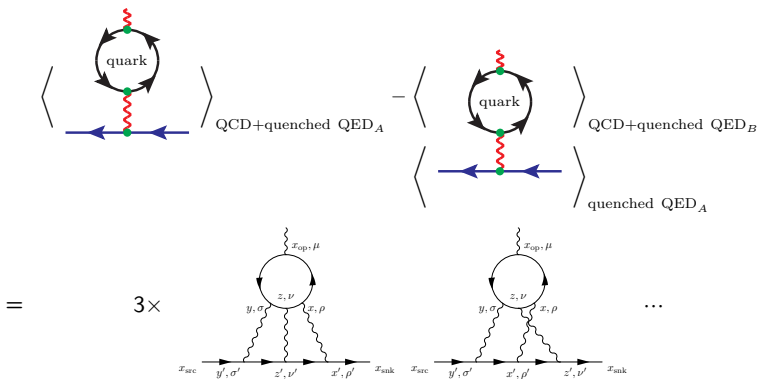 quark
QCD+quenched QED_A
−
quark
QCD+quenched QED_B
quenched QED_A
= 3×
x_op, μ
z, ν
y, σ x, ρ
x_src y′, σ′ z′, ν′ x′, ρ′ x_snk
x_op, μ
z, ν
y, σ x, ρ
x_src y′, σ′ x′, ρ′ z′, ν′ x_snk
...